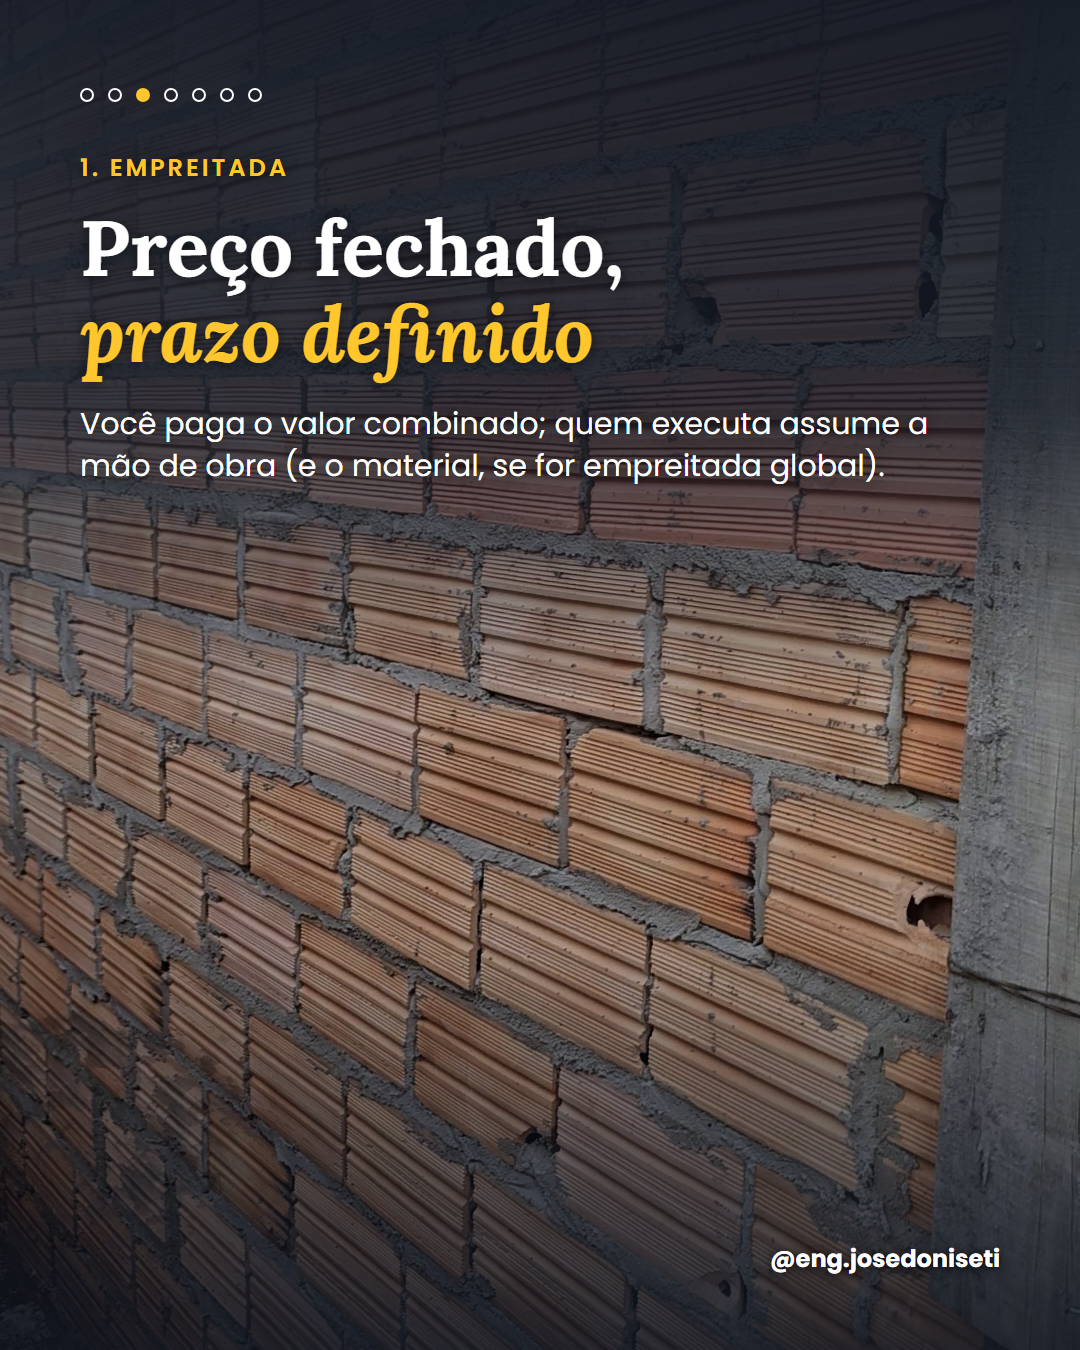 1. EMPREITADA
Preço fechado,
prazo definido
Você paga o valor combinado; quem executa assume a
mão de obra (e o material, se for empreitada global).
@eng.josedoniseti